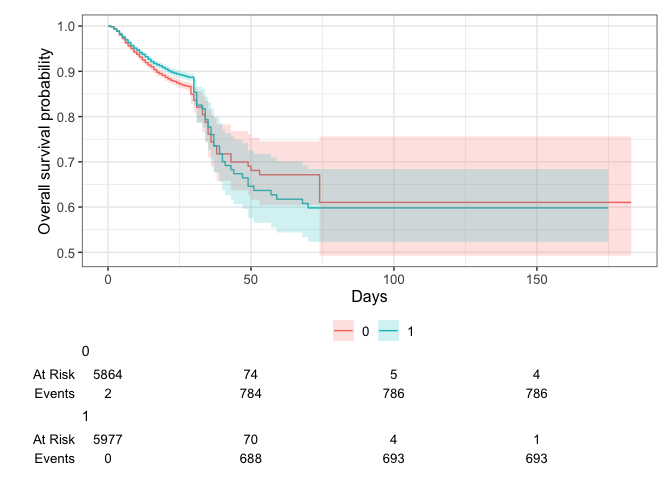 1.0
0.9
0.8
0.7
0.6
0.5
Overall survival probability
0 50 100 150
Days
0 1
0
At Risk 5864 74 5 4
Events 2 784 786 786
1
At Risk 5977 70 4 1
Events 0 688 693 693